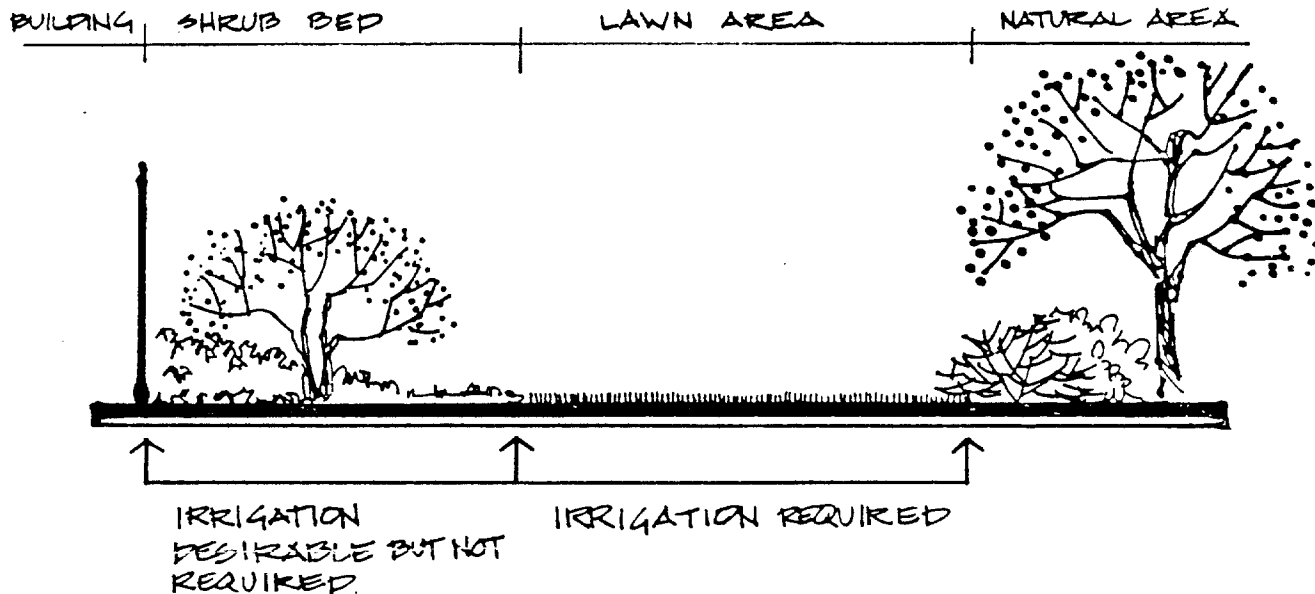 BUILDING SHRUB BED LAWN AREA NATURAL AREA
IRRIGATION
DESIRABLE BUT NOT
REQUIRED.
IRRIGATION REQUIRED